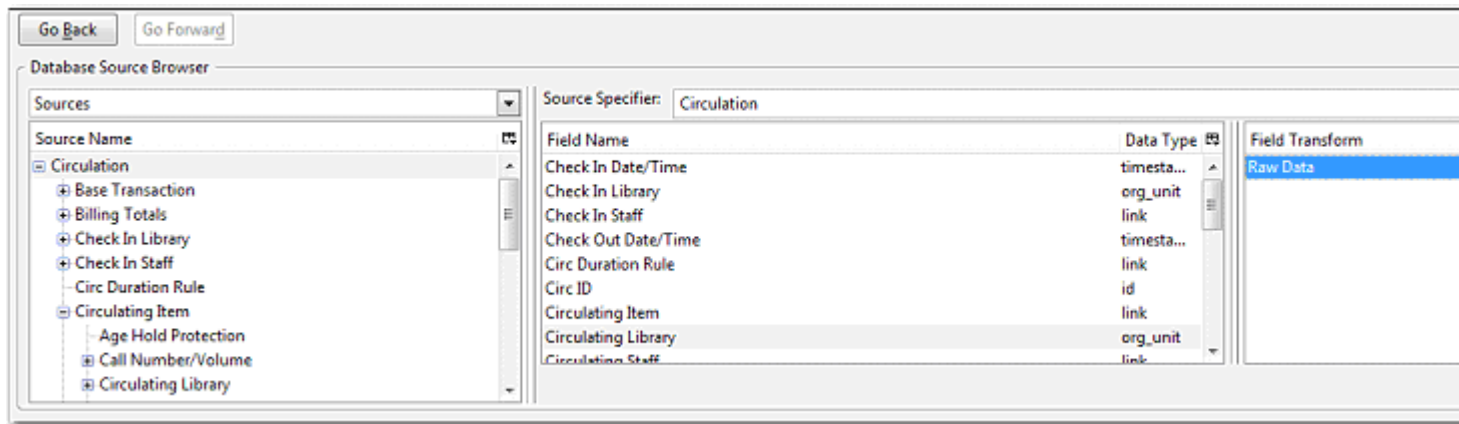 Go Back Go Forward
Database Source Browser
Sources
Source Name
Circulation
Base Transaction
Billing Totals
Check In Library
Check In Staff
Circ Duration Rule
Circulating Item
Age Hold Protection
Call Number/Volume
Circulating Library
Source Specifier: Circulation
Field Name Data Type
Check In Date/Time timesta...
Check In Library org_unit
Check In Staff link
Check Out Date/Time timesta...
Circ Duration Rule link
Circ ID id
Circulating Item link
Circulating Library org_unit
Circulating Staff link
Field Transform
Raw Data